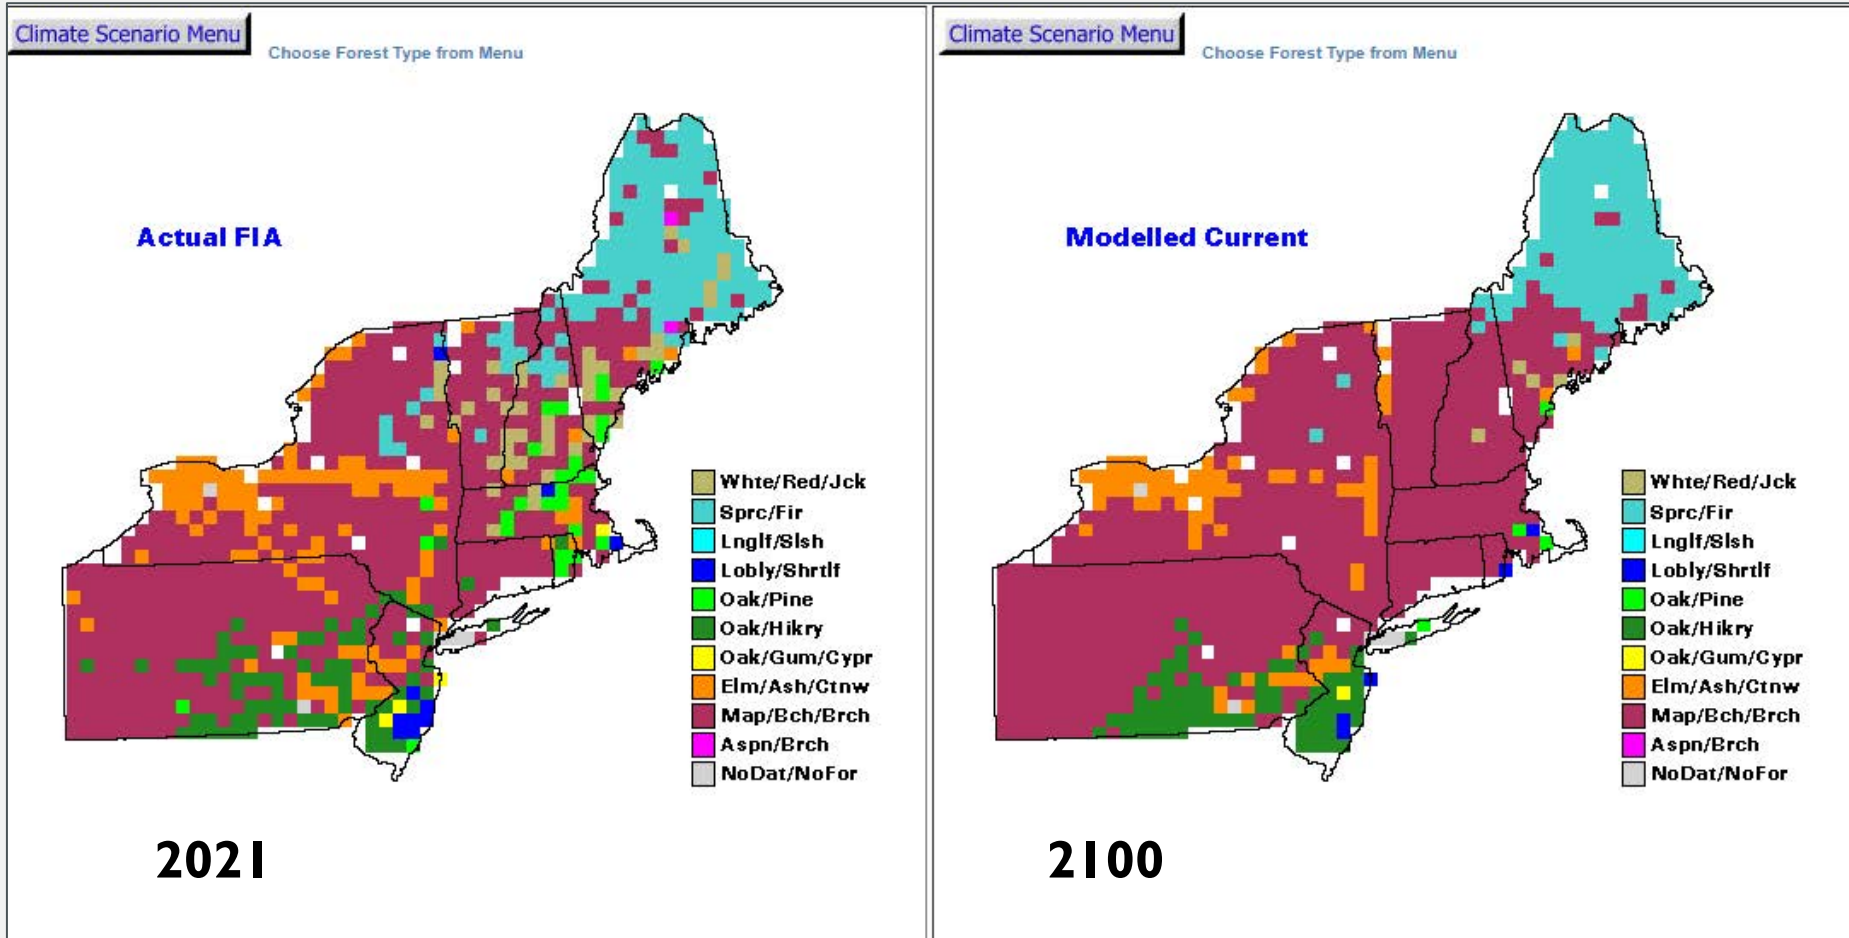 Climate Scenario Menu
Choose Forest Type from Menu
Actual FIA
Whte/Red/Jck
Sprc/Fir
Lnglf/Slsh
Lobly/Shrtlf
Oak/Pine
Oak/Hikry
Oak/Gum/Cypr
Elm/Ash/Ctnw
Map/Bch/Brch
Aspn/Brch
NoDat/NoFor
2021
Climate Scenario Menu
Choose Forest Type from Menu
Modelled Current
Whte/Red/Jck
Sprc/Fir
Lnglf/Slsh
Lobly/Shrtlf
Oak/Pine
Oak/Hikry
Oak/Gum/Cypr
Elm/Ash/Ctnw
Map/Bch/Brch
Aspn/Brch
NoDat/NoFor
2100